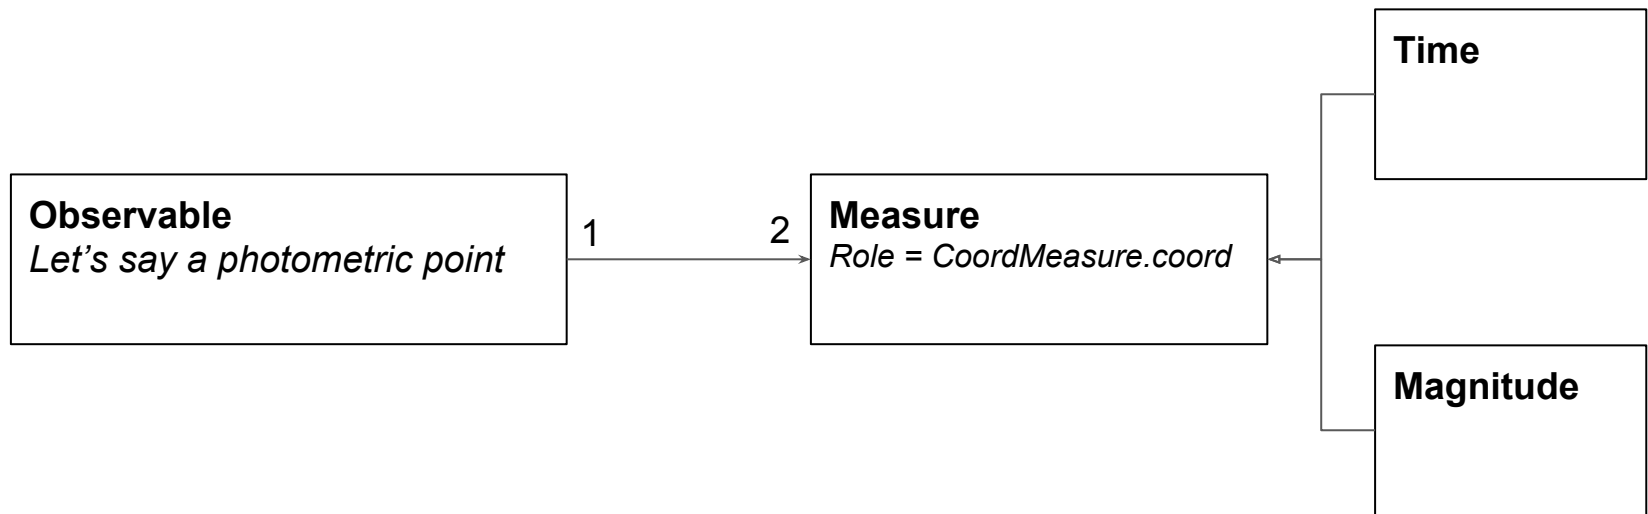 Observable
Let's say a photometric point
1
2
Measure
Role = CoordMeasure.coord
Time
Magnitude